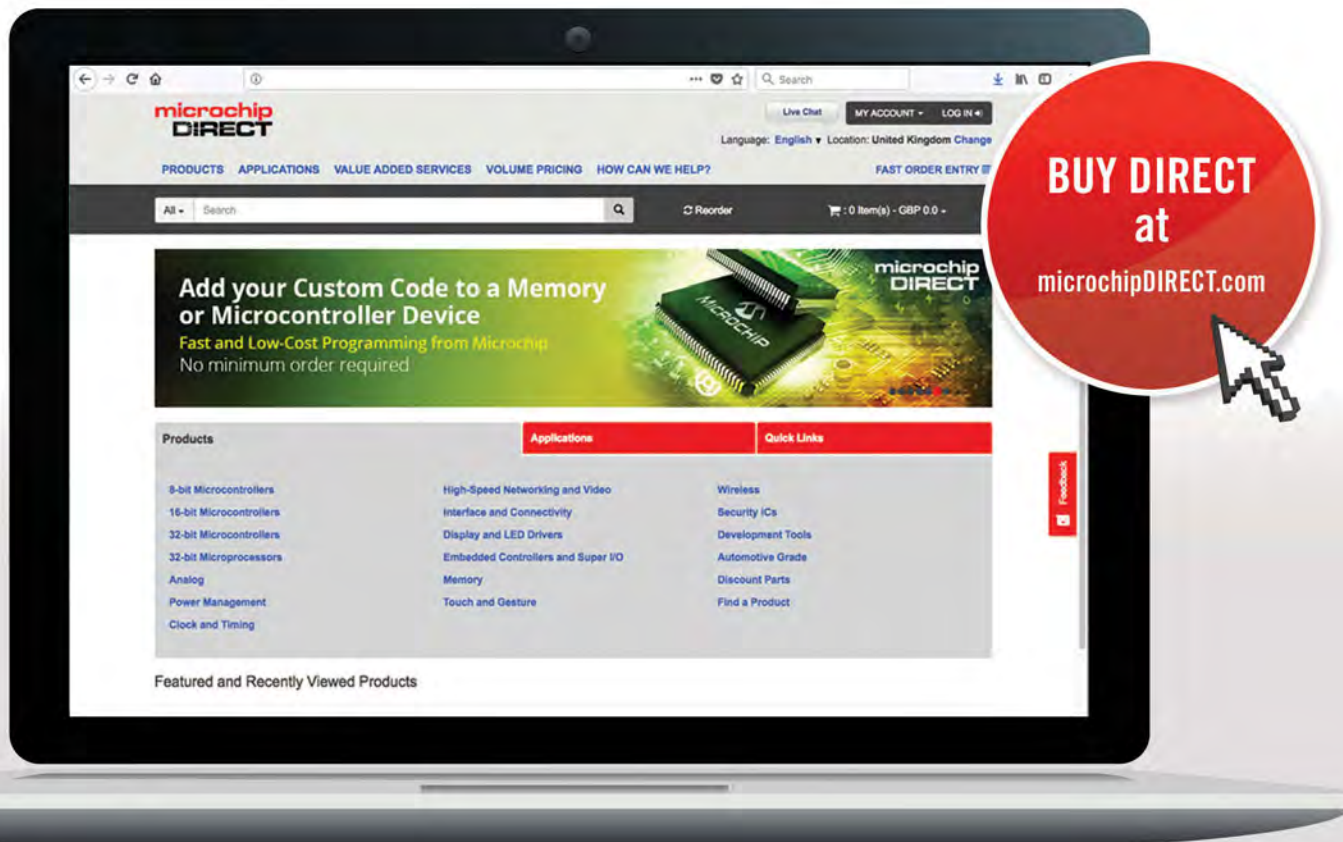 Search
microchip
DIRECT
Live Chat
MY ACCOUNT
LOG IN
Language: English
Location: United Kingdom Change
PRODUCTS APPLICATIONS VALUE ADDED SERVICES VOLUME PRICING HOW CAN WE HELP?
FAST ORDER ENTRY
All
Search
Reorder
: 0 Item(s) - GBP 0.0
BUY DIRECT
at
microchipDIRECT.com
Add your Custom Code to a Memory
or Microcontroller Device
Fast and Low-Cost Programming from Microchip
No minimum order required
MICROCHIP
microchip
DIRECT
Products
Applications
Quick Links
8-bit Microcontrollers
16-bit Microcontrollers
32-bit Microcontrollers
32-bit Microprocessors
Analog
Power Management
Clock and Timing
High-Speed Networking and Video
Interface and Connectivity
Display and LED Drivers
Embedded Controllers and Super I/O
Memory
Touch and Gesture
Wireless
Security ICs
Development Tools
Automotive Grade
Discount Parts
Find a Product
Feedback
Featured and Recently Viewed Products